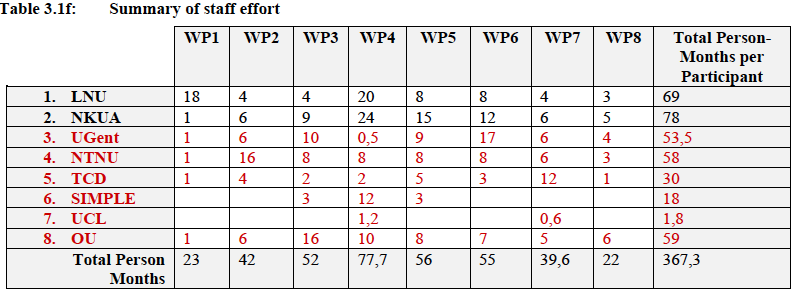 Table 3.1f: Summary of staff effort
WP1 WP2 WP3 WP4 WP5 WP6 WP7 WP8 Total Person-
Months per
Participant
1. LNU 18 4 4 20 8 8 4 3 69
2. NKUA 1 6 9 24 15 12 6 5 78
3. UGent 1 6 10 0,5 9 17 6 4 53,5
4. NTNU 1 16 8 8 8 8 6 3 58
5. TCD 1 4 2 2 5 3 12 1 30
6. SIMPLE 3 12 3 18
7. UCL 1,2 0,6 1,8
8. OU 1 6 16 10 8 7 5 6 59
Total Person 23 42 52 77,7 56 55 39,6 22 367,3
Months